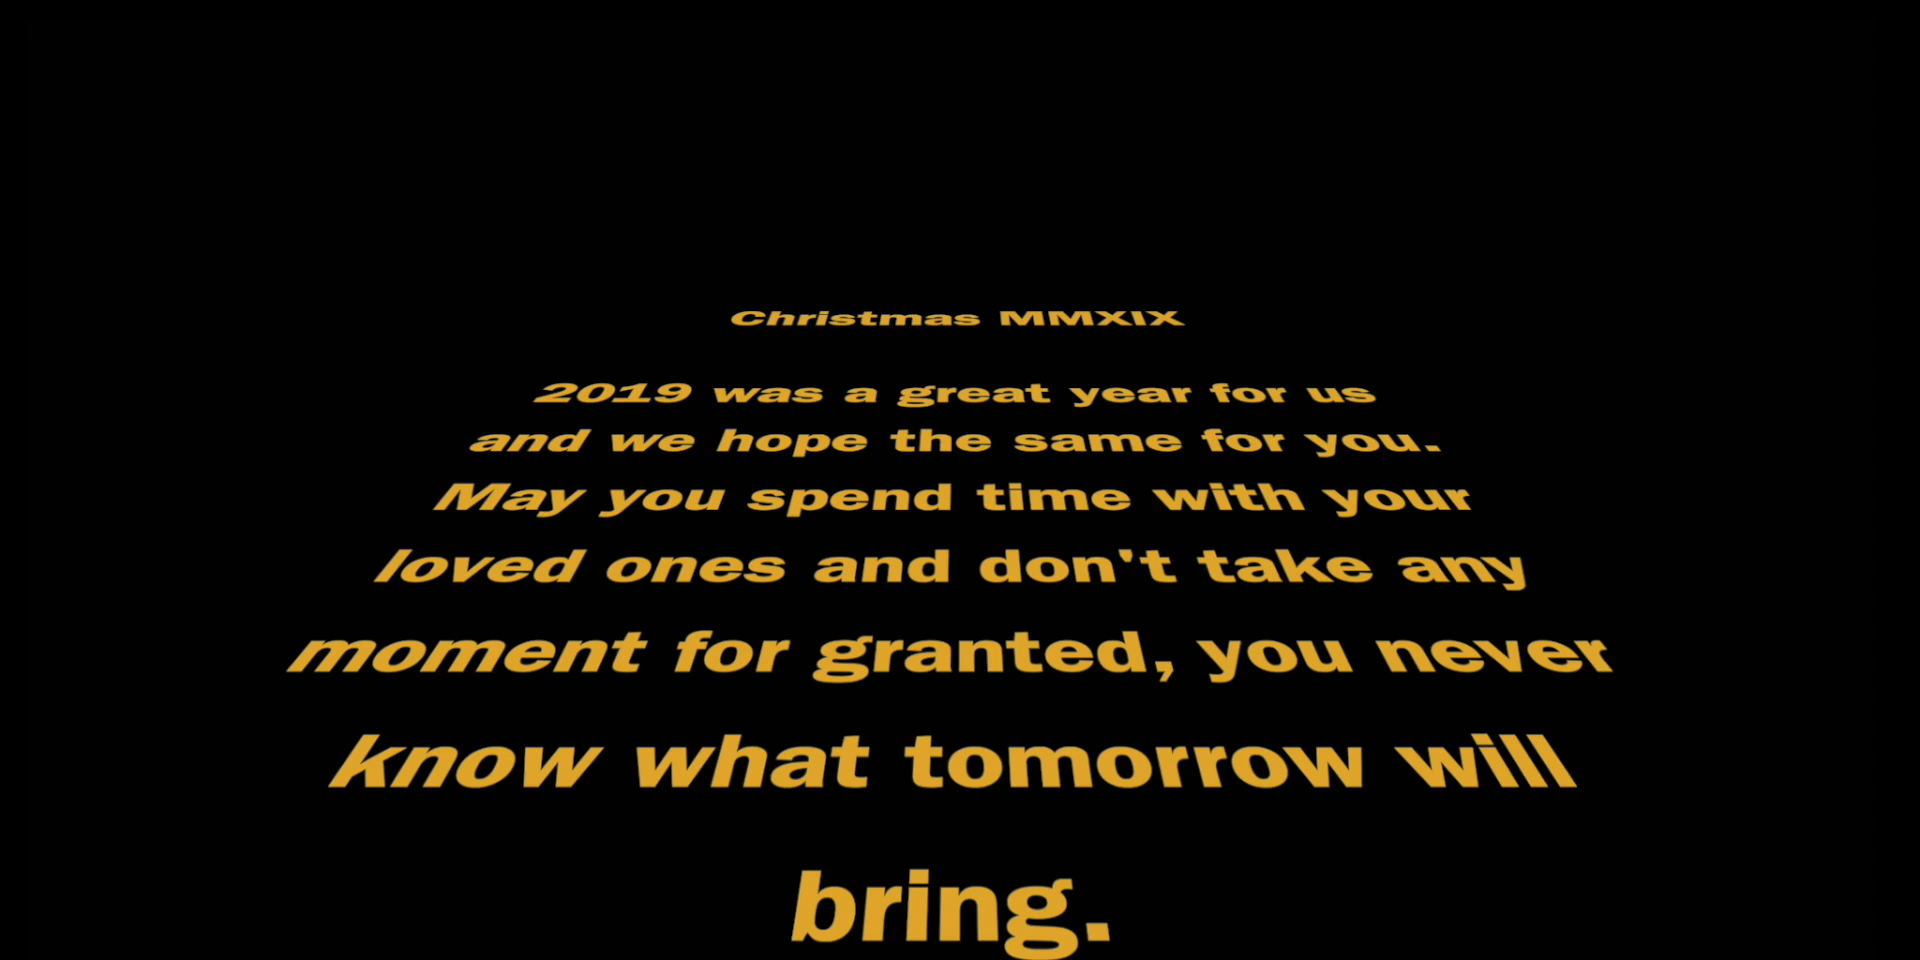 Christmas MMXIX
2019 was a great year for us
and we hope the same for you.
May you spend time with your
loved ones and don't take any
moment for granted, you never
know what tomorrow will
bring.